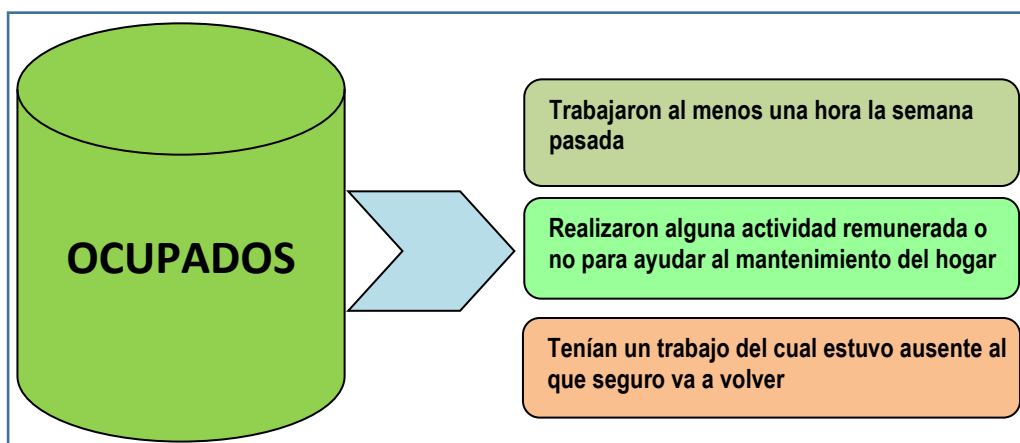 OCUPADOS
Trabajaron al menos una hora la semana
pasada
Realizaron alguna actividad remunerada o
no para ayudar al mantenimiento del hogar
Tenían un trabajo del cual estuvo ausente al
que seguro va a volver